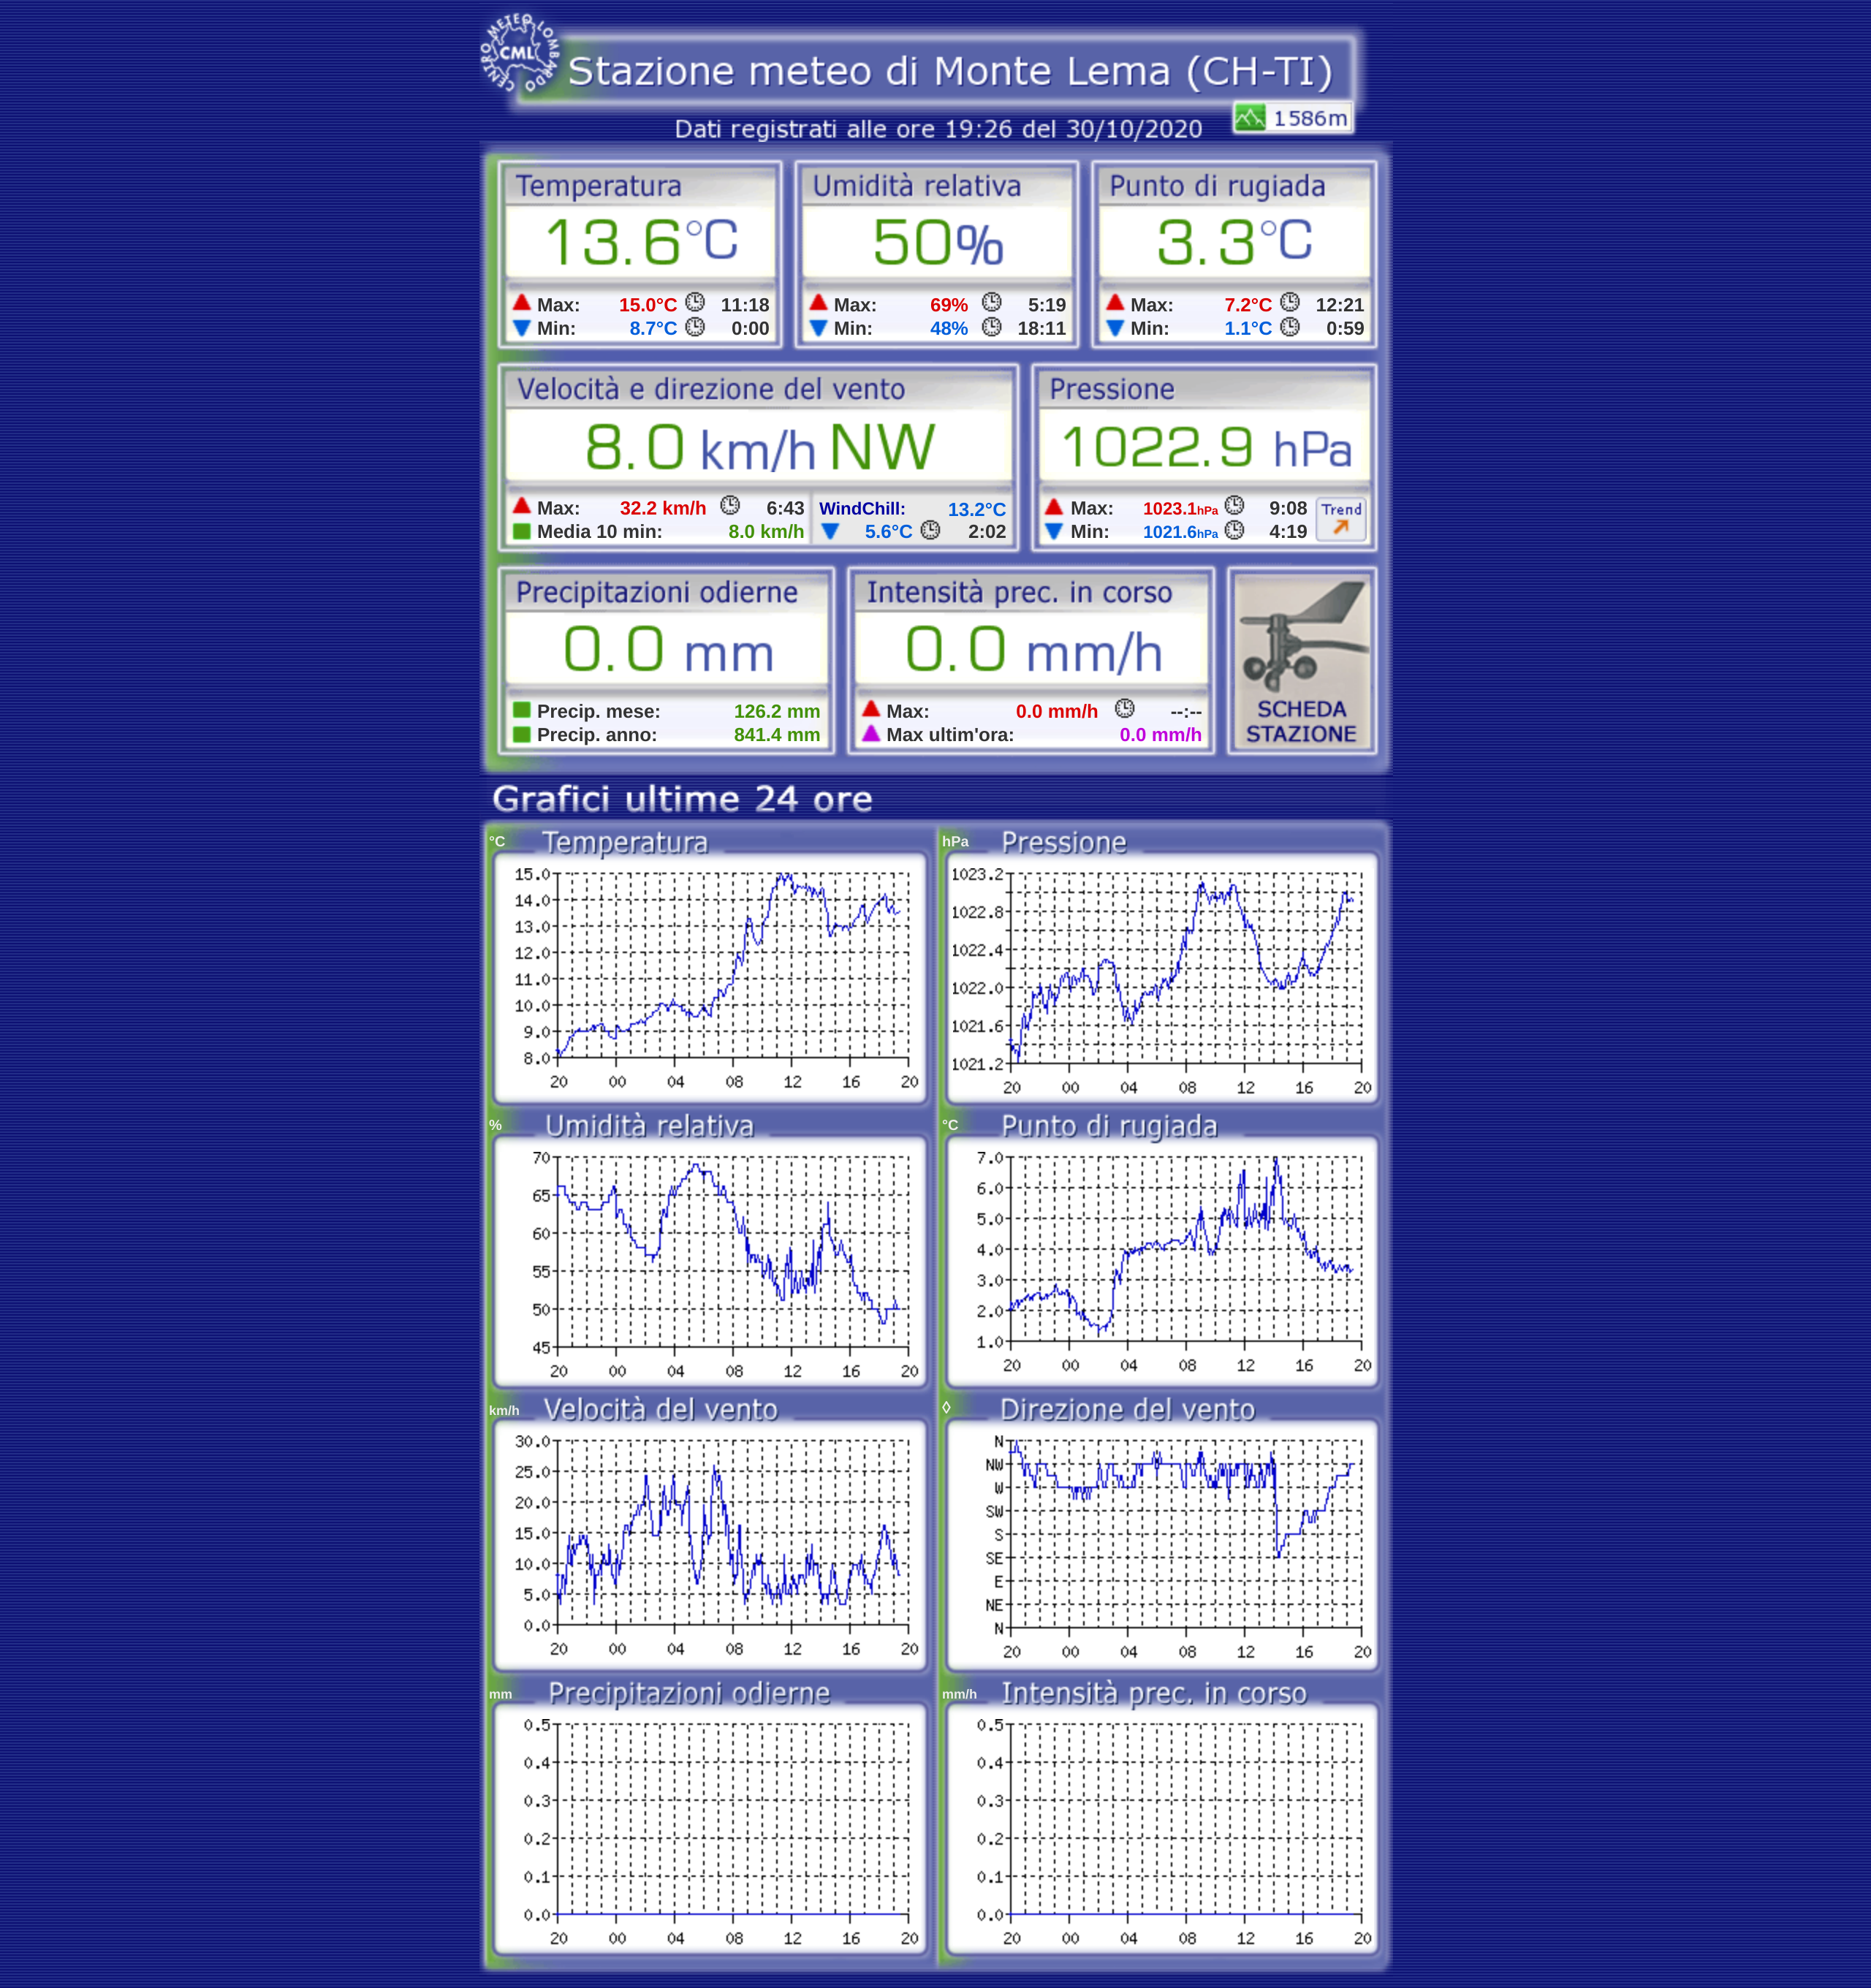 CENTRO METEO LOMBARDO
CML
Stazione meteo di Monte Lema (CH-TI)
1586m
Dati registrati alle ore 19:26 del 30/10/2020
Temperatura
13.6°C
Max: 15.0°C 11:18
Min: 8.7°C 0:00
Umidità relativa
50%
Max: 69% 5:19
Min: 48% 18:11
Punto di rugiada
3.3°C
Max: 7.2°C 12:21
Min: 1.1°C 0:59
Velocità e direzione del vento
8.0 km/h NW
Max: 32.2 km/h 6:43
Media 10 min: 8.0 km/h
WindChill: 13.2°C
5.6°C 2:02
Pressione
1022.9 hPa
Max: 1023.1hPa 9:08
Min: 1021.6hPa 4:19
Trend
Precipitazioni odierne
0.0 mm
Precip. mese: 126.2 mm
Precip. anno: 841.4 mm
Intensità prec. in corso
0.0 mm/h
Max: 0.0 mm/h --:--
Max ultim'ora: 0.0 mm/h
SCHEDA
STAZIONE
Grafici ultime 24 ore
°C Temperatura
15.0
14.0
13.0
12.0
11.0
10.0
9.0
8.0
20 00 04 08 12 16 20
hPa Pressione
1023.2
1022.8
1022.4
1022.0
1021.6
1021.2
20 00 04 08 12 16 20
% Umidità relativa
70
65
60
55
50
45
20 00 04 08 12 16 20
°C Punto di rugiada
7.0
6.0
5.0
4.0
3.0
2.0
1.0
20 00 04 08 12 16 20
km/h Velocità del vento
30.0
25.0
20.0
15.0
10.0
5.0
0.0
20 00 04 08 12 16 20
◊ Direzione del vento
N
NW
W
SW
S
SE
E
NE
N
20 00 04 08 12 16 20
mm Precipitazioni odierne
0.5
0.4
0.3
0.2
0.1
0.0
20 00 04 08 12 16 20
mm/h Intensità prec. in corso
0.5
0.4
0.3
0.2
0.1
0.0
20 00 04 08 12 16 20